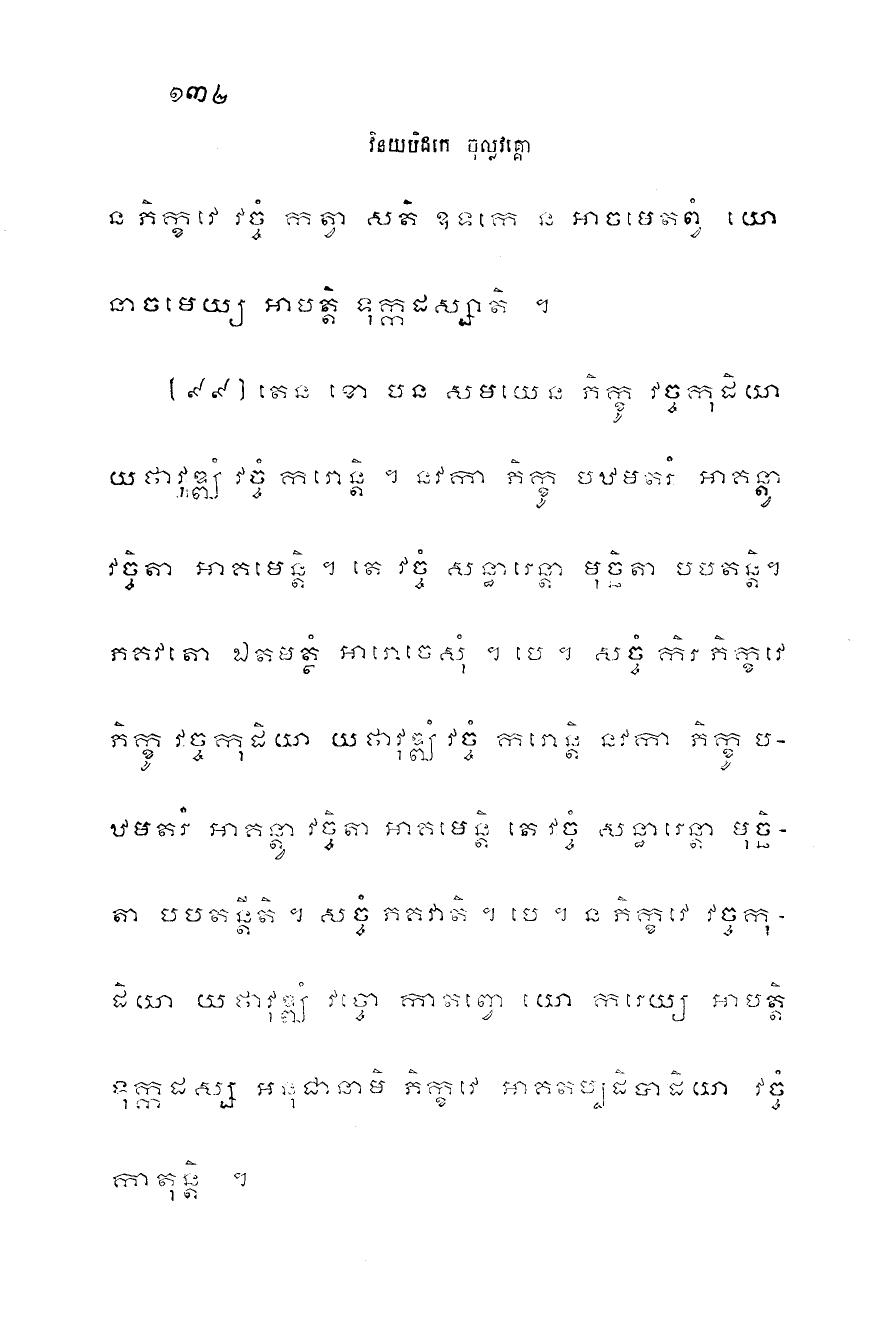 ១៣៤
វិនយបិដកេ ចុល្លវគ្គោ
ន ភិក្ខវេ វច្ចំ កត្វា សតិ ឧទកេ ន អាចមេតព្វំ យោ
នាចមេយ្យ អាបត្តិ ទុក្កដស្សាតិ ។
[៩៩] តេន ខោ បន សមយេន ភិក្ខូ វច្ចកុដិយា
យថាវុឌ្ឍំ វច្ចំ ករោន្តិ ។ នវកា ភិក្ខូ បឋមតរំ អាគន្ត្វា
វច្ចិតា អាគមេន្តិ ។ តេ វច្ចំ សន្ធារេន្តា មុច្ឆិតា បបតន្តិ។
ភគវតោ ឯតមត្ថំ អារោចេសុំ ។ បេ ។ សច្ចំ កិរ ភិក្ខវេ
ភិក្ខូ វច្ចកុដិយា យថាវុឌ្ឍំ វច្ចំ ករោន្តិ នវកា ភិក្ខូ ប-
ឋមតរំ អាគន្ត្វា វច្ចិតា អាគមេន្តិ តេ វច្ចំ សន្ធារេន្តា មុច្ឆិ-
តា បបតន្តីតិ ។ សច្ចំ ភគវាតិ ។ បេ ។ ន ភិក្ខវេ វច្ចកុ-
ដិយា យថាវុឌ្ឍំ វច្ចោ កាតព្វោ យោ ករេយ្យ អាបត្តិ
ទុក្កដស្ស អនុជានាមិ ភិក្ខវេ អាគតប្បដិបាដិយា វច្ចំ
កាតុន្តិ ។